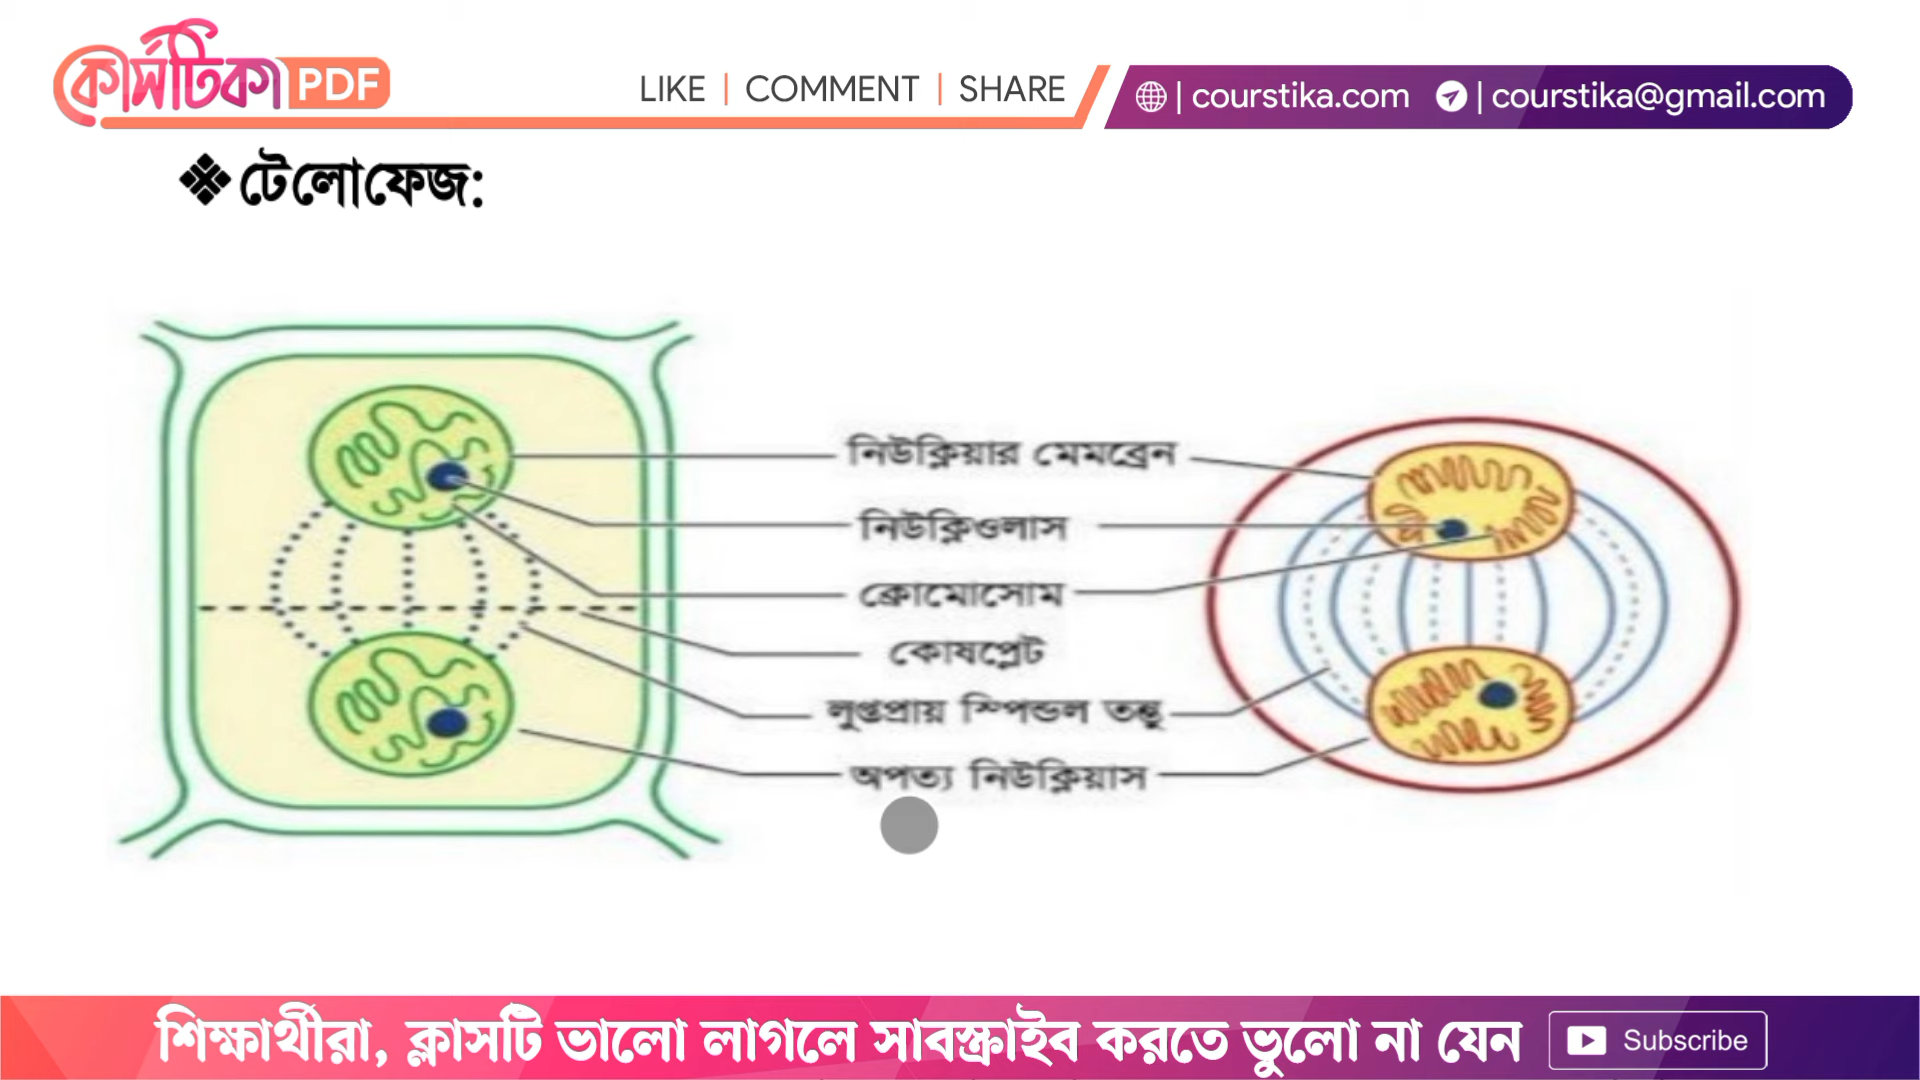 কোর্সটিকা PDF
LIKE | COMMENT | SHARE
| courstika.com | courstika@gmail.com
❖টেলোফেজ:
নিউক্লিয়ার মেমব্রেন
নিউক্লিওলাস
ক্রোমোসোম
কোষপ্লেট
লুপ্তপ্রায় স্পিন্ডল তন্তু
অপত্য নিউক্লিয়াস
শিক্ষার্থীরা, ক্লাসটি ভালো লাগলে সাবস্ক্রাইব করতে ভুলো না যেন
Subscribe